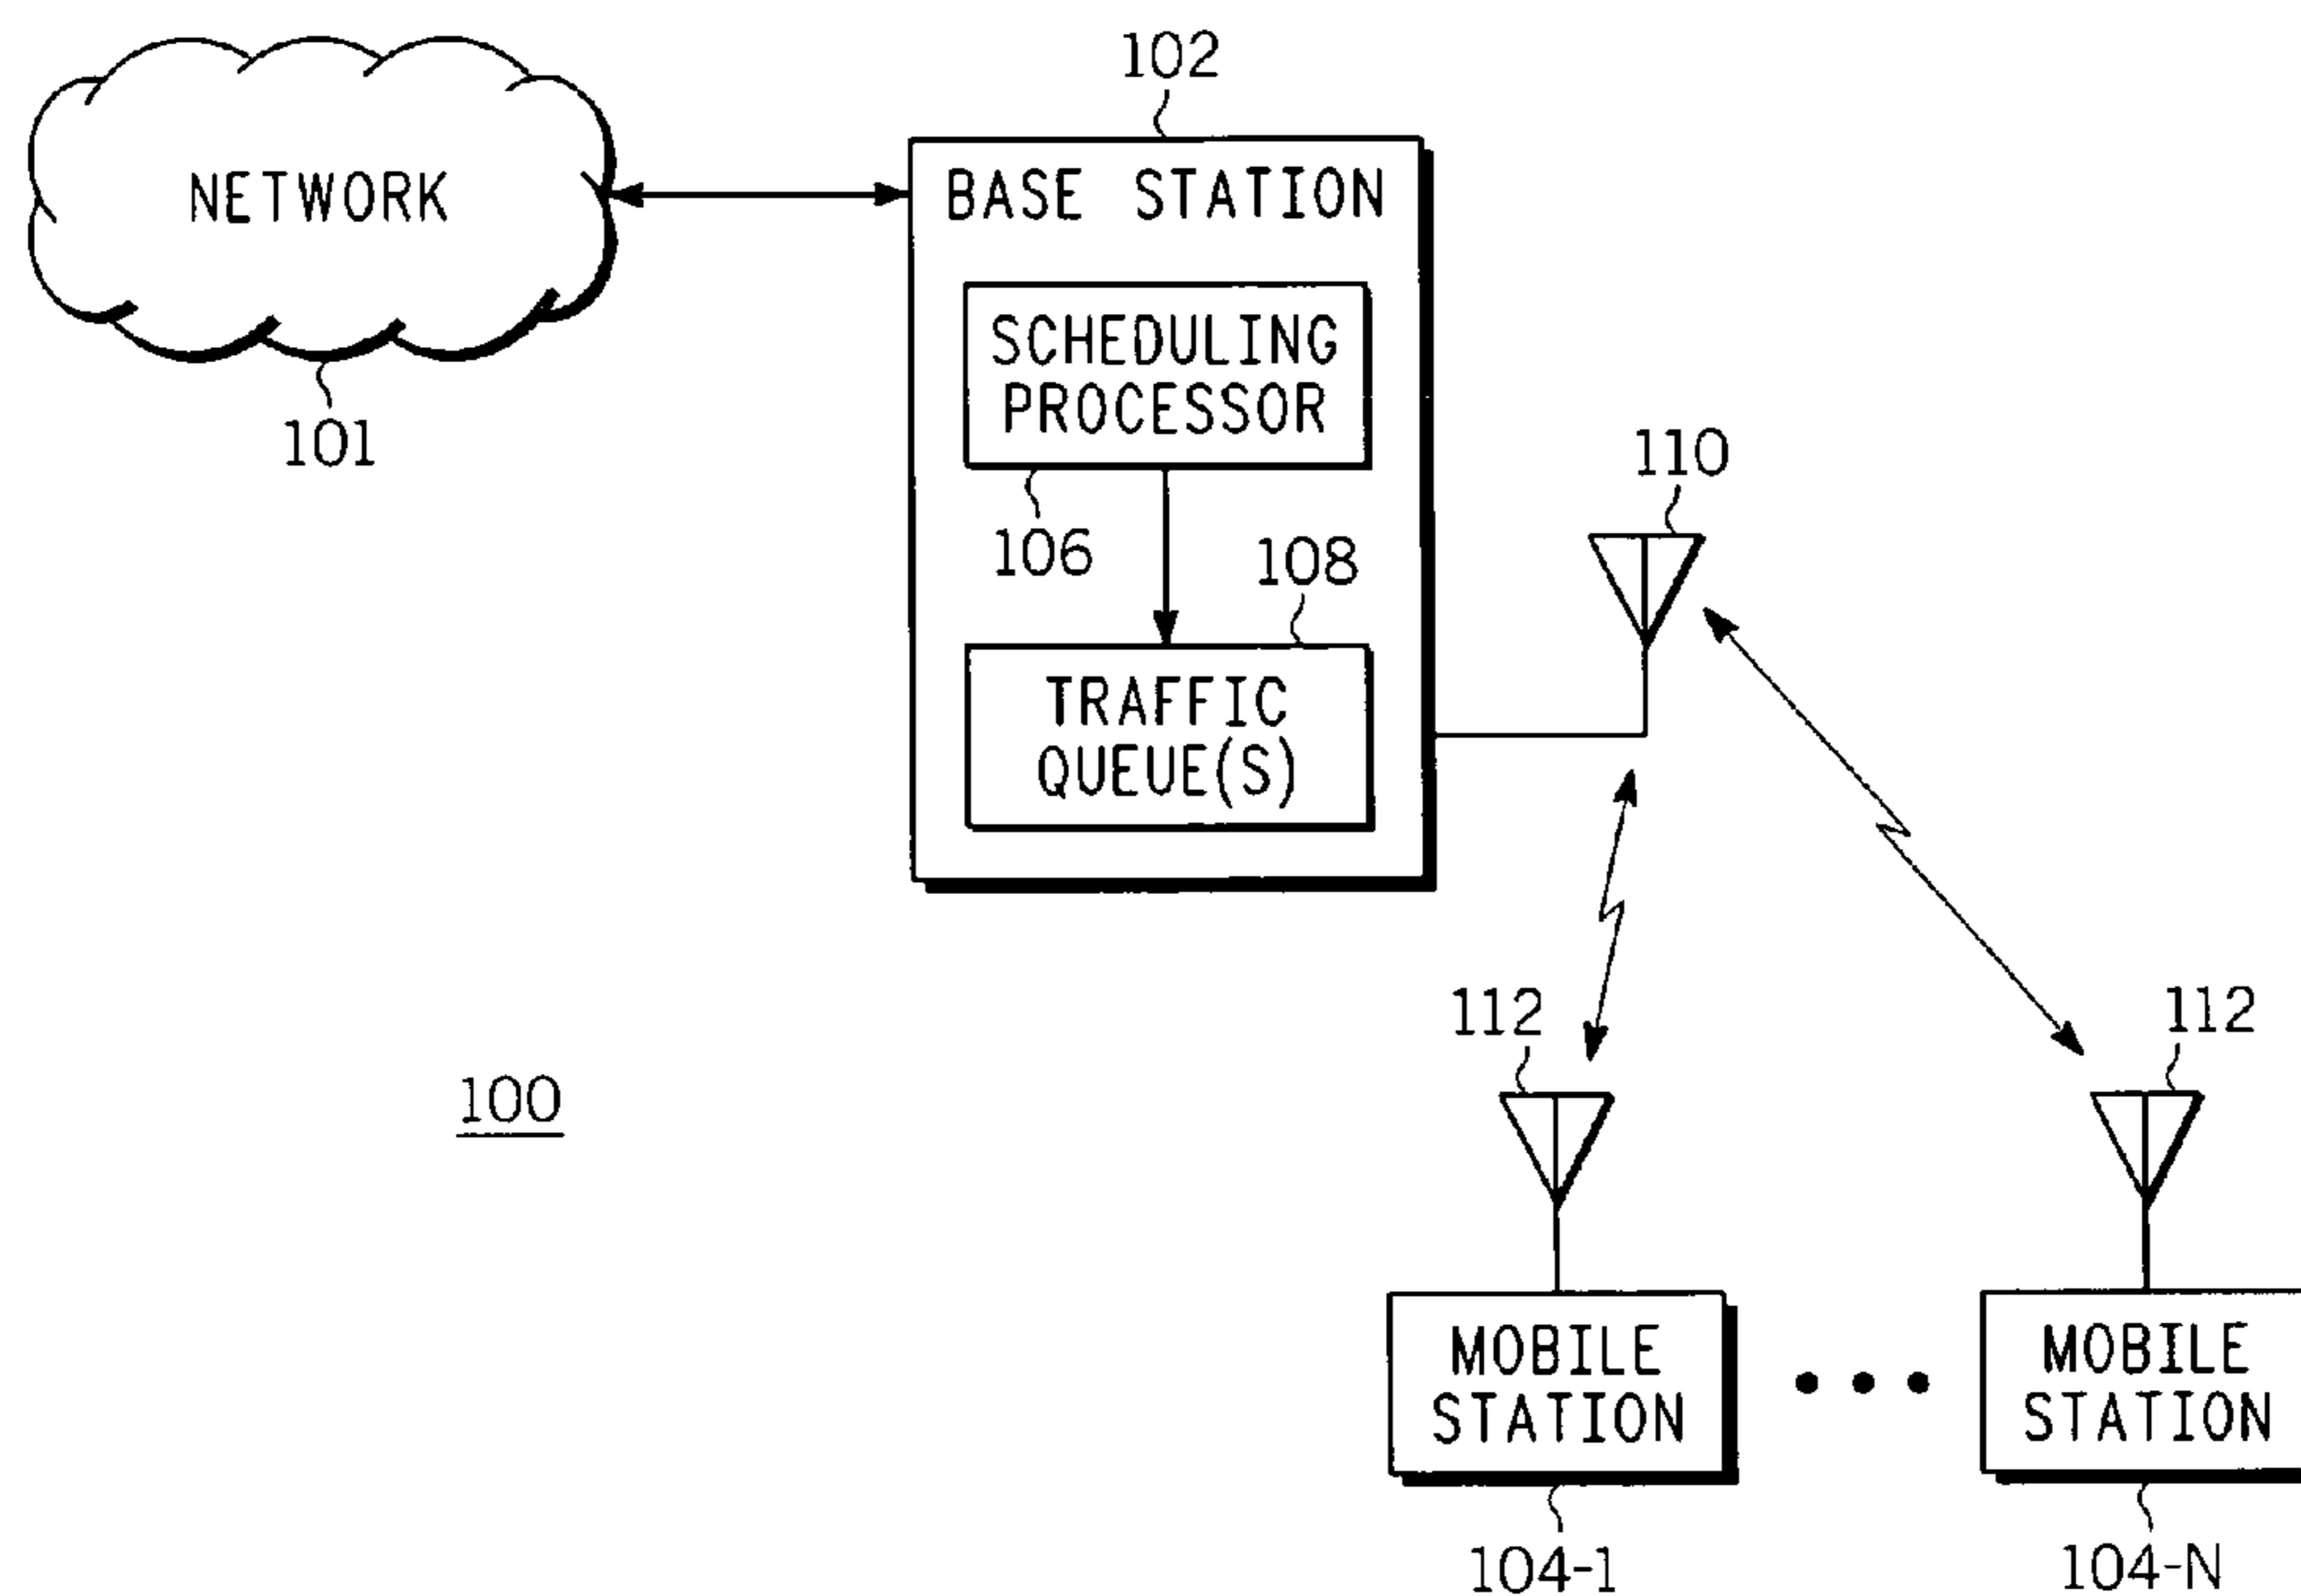 102
NETWORK
BASE STATION
SCHEDULING
PROCESSOR
101
106
108
110
TRAFFIC
QUEUE(S)
112
112
100
MOBILE
STATION
MOBILE
STATION
104-1
104-N